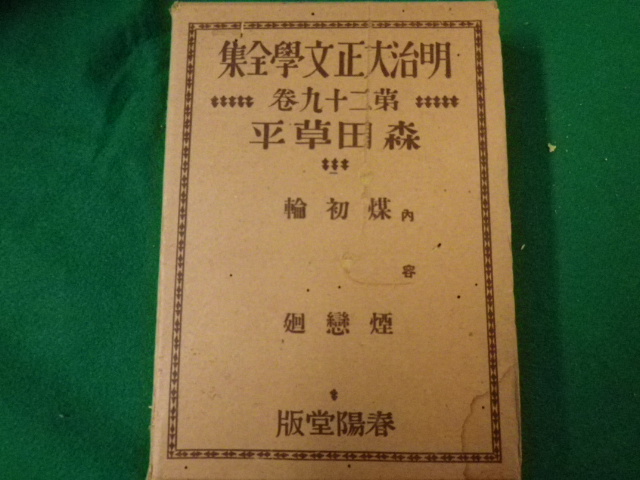 明治大正文學全集
第二十九卷
森田草平
內容
煤煙
初戀
輪廻
春陽堂版